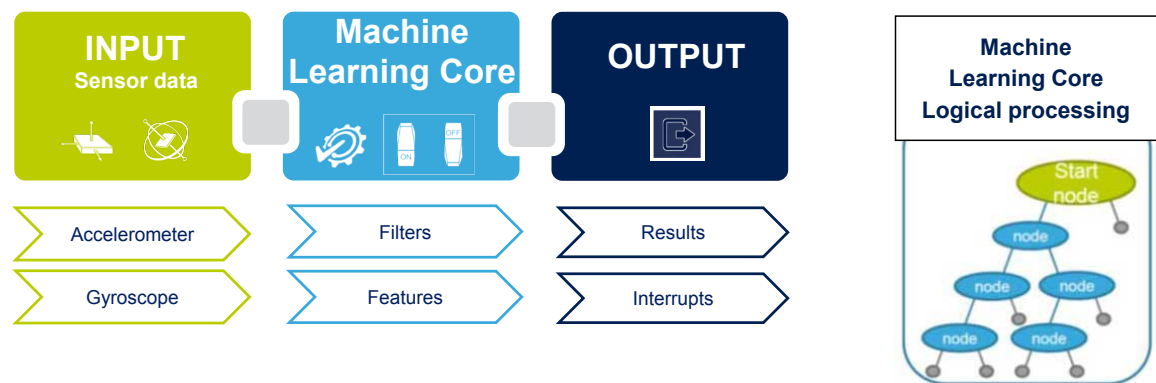 INPUT
Sensor data
Machine
Learning Core
OUTPUT
ON
OFF
Accelerometer
Filters
Results
Gyroscope
Features
Interrupts
Machine
Learning Core
Logical processing
Start
node
node
node
node
node
node